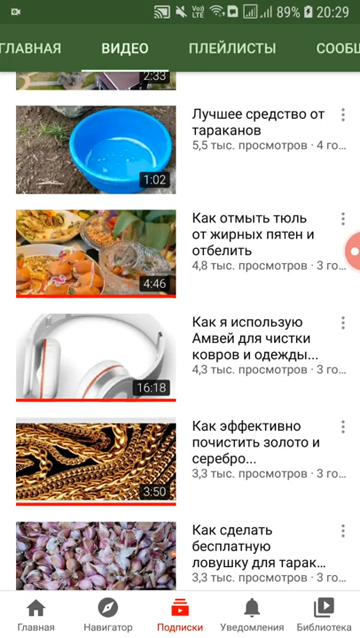 89% 20:29
ГЛАВНАЯ ВИДЕО ПЛЕЙЛИСТЫ СООБЩ
2:33
Лучшее средство от
тараканов
5,5 тыс. просмотров · 4 го...
1:02
Как отмыть тюль
от жирных пятен и
отбелить
4,8 тыс. просмотров · 3 го...
4:46
Как я использую
Амвей для чистки
ковров и одежды...
4,3 тыс. просмотров · 3 го...
16:18
Как эффективно
почистить золото и
серебро...
3,3 тыс. просмотров · 3 го...
3:50
Как сделать
бесплатную
ловушку для тарак...
3,3 тыс. просмотров · 3 го...
Главная Навигатор Подписки Уведомления Библиотека